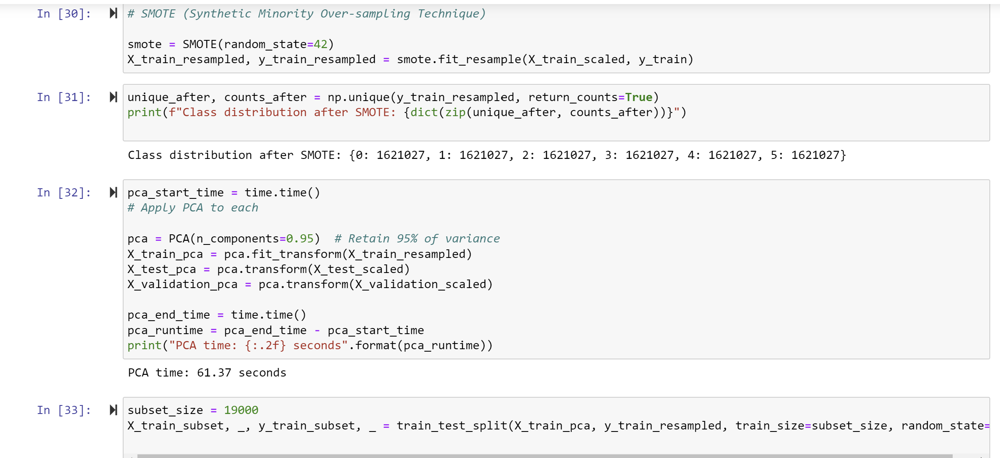 In [30]: # SMOTE (Synthetic Minority Over-sampling Technique)
smote = SMOTE(random_state=42)
X_train_resampled, y_train_resampled = smote.fit_resample(X_train_scaled, y_train)
In [31]: unique_after, counts_after = np.unique(y_train_resampled, return_counts=True)
print(f"Class distribution after SMOTE: {dict(zip(unique_after, counts_after))}")
Class distribution after SMOTE: {0: 1621027, 1: 1621027, 2: 1621027, 3: 1621027, 4: 1621027, 5: 1621027}
In [32]: pca_start_time = time.time()
# Apply PCA to each
pca = PCA(n_components=0.95)  # Retain 95% of variance
X_train_pca = pca.fit_transform(X_train_resampled)
X_test_pca = pca.transform(X_test_scaled)
X_validation_pca = pca.transform(X_validation_scaled)
pca_end_time = time.time()
pca_runtime = pca_end_time - pca_start_time
print("PCA time: {:.2f} seconds".format(pca_runtime))
PCA time: 61.37 seconds
In [33]: subset_size = 19000
X_train_subset, _, y_train_subset, _ = train_test_split(X_train_pca, y_train_resampled, train_size=subset_size, random_state=